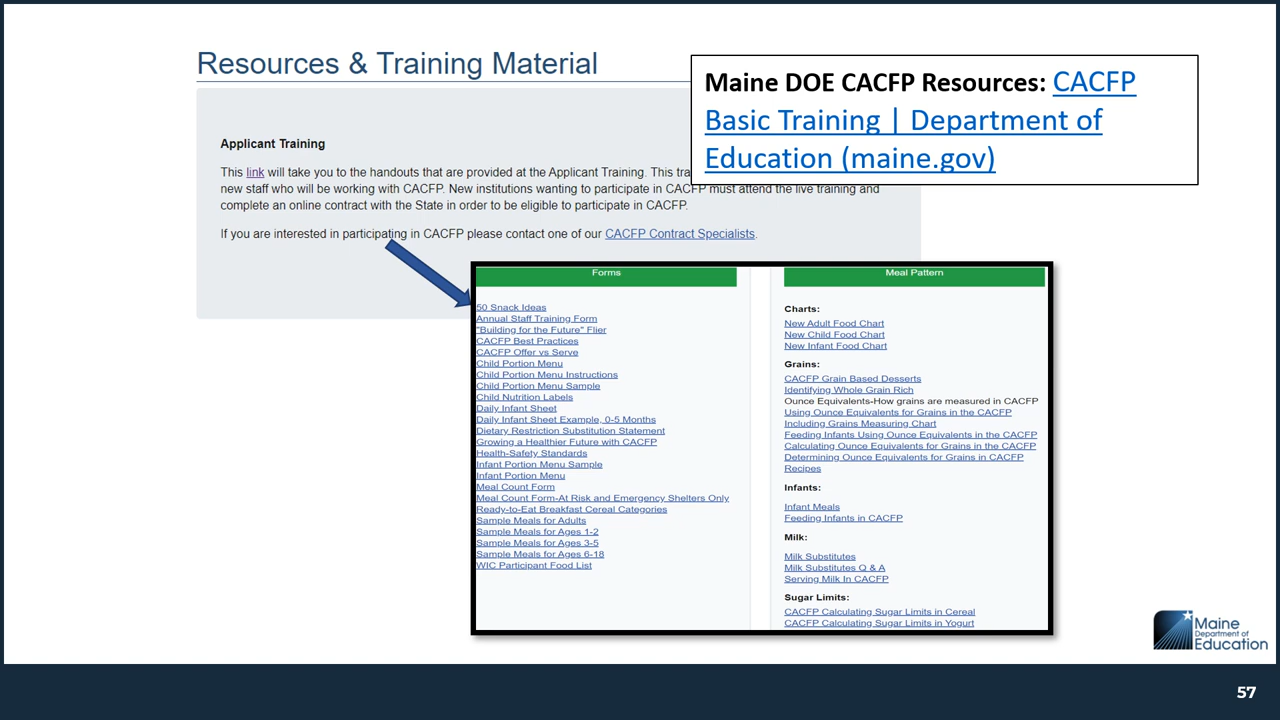 Resources & Training Material
Maine DOE CACFP Resources: CACFP
Basic Training | Department of
Education (maine.gov)
Applicant Training
This link will take you to the handouts that are provided at the Applicant Training. This tra
new staff who will be working with CACFP. New institutions wanting to participate in CACFP must attend the live training and
complete an online contract with the State in order to be eligible to participate in CACFP.
If you are interested in participating in CACFP please contact one of our CACFP Contract Specialists.
Forms
50 Snack Ideas
Annual Staff Training Form
"Building for the Future" Flier
CACFP Best Practices
CACFP Offer vs Serve
Child Portion Menu
Child Portion Menu Instructions
Child Portion Menu Sample
Child Nutrition Labels
Daily Infant Sheet
Daily Infant Sheet Example, 0-5 Months
Dietary Restriction Substitution Statement
Growing a Healthier Future with CACFP
Health-Safety Standards
Infant Portion Menu Sample
Infant Portion Menu
Meal Count Form
Meal Count Form-At Risk and Emergency Shelters Only
Ready-to-Eat Breakfast Cereal Categories
Sample Meals for Adults
Sample Meals for Ages 1-2
Sample Meals for Ages 3-5
Sample Meals for Ages 6-18
WIC Participant Food List
Meal Pattern
Charts:
New Adult Food Chart
New Child Food Chart
New Infant Food Chart
Grains:
CACFP Grain Based Desserts
Identifying Whole Grain Rich
Ounce Equivalents-How grains are measured in CACFP
Using Ounce Equivalents for Grains in the CACFP
Including Grains Measuring Chart
Feeding Infants Using Ounce Equivalents in the CACFP
Calculating Ounce Equivalents for Grains in the CACFP
Determining Ounce Equivalents for Grains in CACFP
Recipes
Infants:
Infant Meals
Feeding Infants in CACFP
Milk:
Milk Substitutes
Milk Substitutes Q & A
Serving Milk In CACFP
Sugar Limits:
CACFP Calculating Sugar Limits in Cereal
CACFP Calculating Sugar Limits in Yogurt
Maine
Department of
Education
57